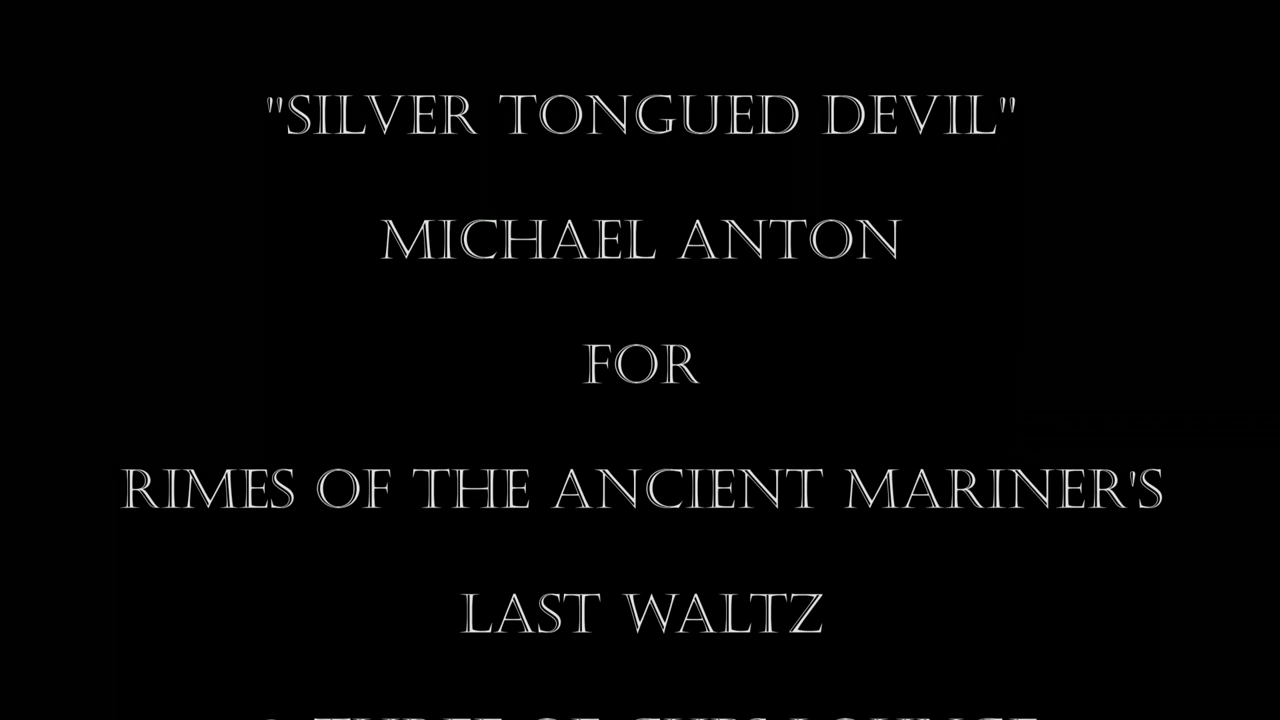 "SILVER TONGUED DEVIL"
MICHAEL ANTON
FOR
RIMES OF THE ANCIENT MARINER'S
LAST WALTZ